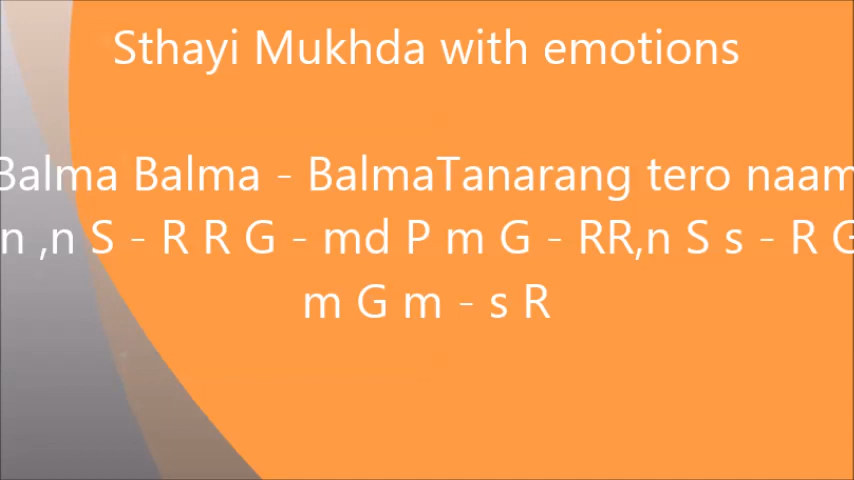 Sthayi Mukhda with emotions
Balma Balma - BalmaTanarang tero naam
n ,n S - R R G - md P m G - RR,n S s - R G
m G m - s R